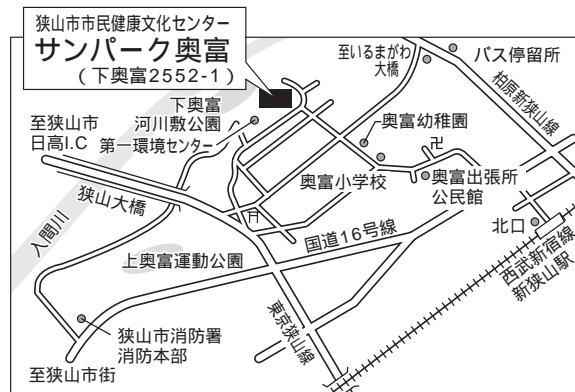 狭山市市民健康文化センター
サンパーク奥富
(下奥富2552-1)
至いるまがわ
大橋
バス停留所
柏原新狭山線
下奥富
河川敷公園
第一環境センター
奥富幼稚園
至狭山市
日高I.C
狭山大橋
奥富小学校
奥富出張所
公民館
入間川
国道16号線
北口
西武新宿線
新狭山駅
上奥富運動公園
東京狭山線
狭山市消防署
消防本部
至狭山市街